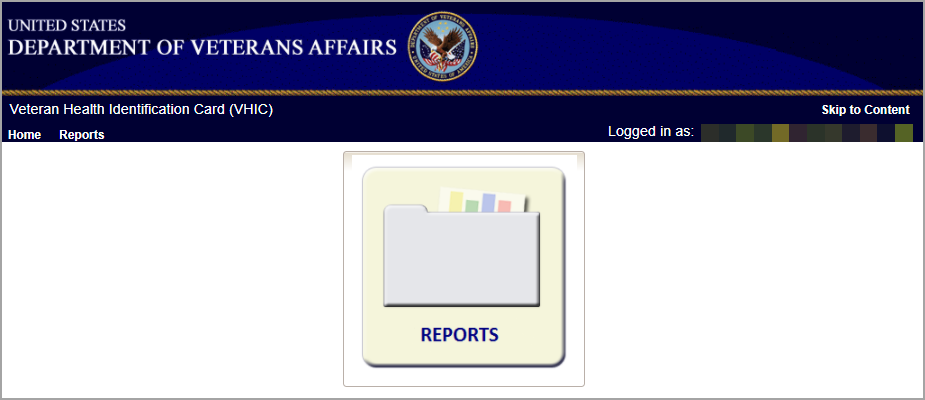 UNITED STATES
DEPARTMENT OF VETERANS AFFAIRS
Veteran Health Identification Card (VHIC)
Skip to Content
Home Reports
Logged in as:
REPORTS